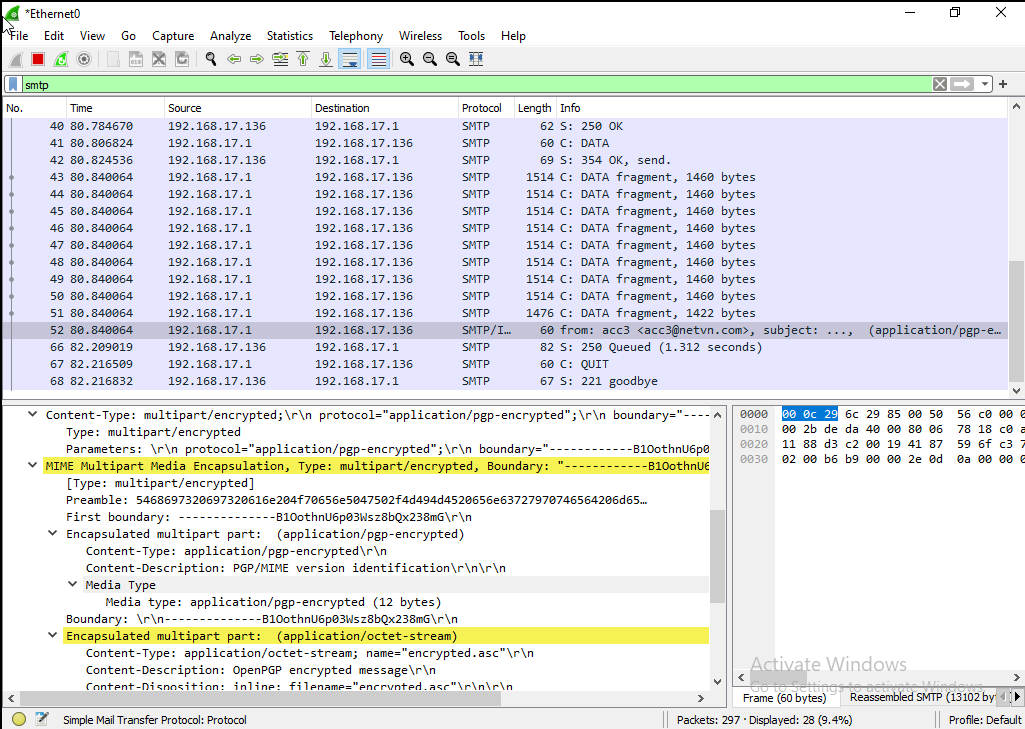 *Ethernet0
File Edit View Go Capture Analyze Statistics Telephony Wireless Tools Help
smtp
No. Time Source Destination Protocol Length Info
40 80.784670 192.168.17.136 192.168.17.1 SMTP 62 S: 250 OK
41 80.806824 192.168.17.1 192.168.17.136 SMTP 60 C: DATA
42 80.824536 192.168.17.136 192.168.17.1 SMTP 69 S: 354 OK, send.
43 80.840064 192.168.17.1 192.168.17.136 SMTP 1514 C: DATA fragment, 1460 bytes
44 80.840064 192.168.17.1 192.168.17.136 SMTP 1514 C: DATA fragment, 1460 bytes
45 80.840064 192.168.17.1 192.168.17.136 SMTP 1514 C: DATA fragment, 1460 bytes
46 80.840064 192.168.17.1 192.168.17.136 SMTP 1514 C: DATA fragment, 1460 bytes
47 80.840064 192.168.17.1 192.168.17.136 SMTP 1514 C: DATA fragment, 1460 bytes
48 80.840064 192.168.17.1 192.168.17.136 SMTP 1514 C: DATA fragment, 1460 bytes
49 80.840064 192.168.17.1 192.168.17.136 SMTP 1514 C: DATA fragment, 1460 bytes
50 80.840064 192.168.17.1 192.168.17.136 SMTP 1514 C: DATA fragment, 1460 bytes
51 80.840064 192.168.17.1 192.168.17.136 SMTP 1476 C: DATA fragment, 1422 bytes
52 80.840064 192.168.17.1 192.168.17.136 SMTP/I… 60 from: acc3 <acc3@netvn.com>, subject: ..., (application/pgp-e…
66 82.209019 192.168.17.136 192.168.17.1 SMTP 82 S: 250 Queued (1.312 seconds)
67 82.216509 192.168.17.1 192.168.17.136 SMTP 60 C: QUIT
68 82.216832 192.168.17.136 192.168.17.1 SMTP 67 S: 221 goodbye
Content-Type: multipart/encrypted;\r\n protocol="application/pgp-encrypted";\r\n boundary="----
Type: multipart/encrypted
Parameters: \r\n protocol="application/pgp-encrypted";\r\n boundary="------------B1OothnU6p0
MIME Multipart Media Encapsulation, Type: multipart/encrypted, Boundary: "------------B1OothnU6
[Type: multipart/encrypted]
Preamble: 5468697320697320616e204f70656e5047502f4d494d4520656e63727970746564206d65…
First boundary: --------------B1OothnU6p03Wsz8bQx238mG\r\n
Encapsulated multipart part: (application/pgp-encrypted)
Content-Type: application/pgp-encrypted\r\n
Content-Description: PGP/MIME version identification\r\n\r\n
Media Type
Media type: application/pgp-encrypted (12 bytes)
Boundary: \r\n--------------B1OothnU6p03Wsz8bQx238mG\r\n
Encapsulated multipart part: (application/octet-stream)
Content-Type: application/octet-stream; name="encrypted.asc"\r\n
Content-Description: OpenPGP encrypted message\r\n
Content-Disposition: inline; filename="encrypted.asc"\r\n\r\n
0000 00 0c 29 6c 29 85 00 50 56 c0 00 0
0010 00 2b de da 40 00 80 06 78 18 c0 a
0020 11 88 d3 c2 00 19 41 87 59 6f c3 7
0030 02 00 b6 b9 00 00 2e 0d 0a 00 00 0
Activate Windows
Go to Settings to activate Windows.
Frame (60 bytes) Reassembled SMTP (13102 by
Simple Mail Transfer Protocol: Protocol Packets: 297 · Displayed: 28 (9.4%) Profile: Default